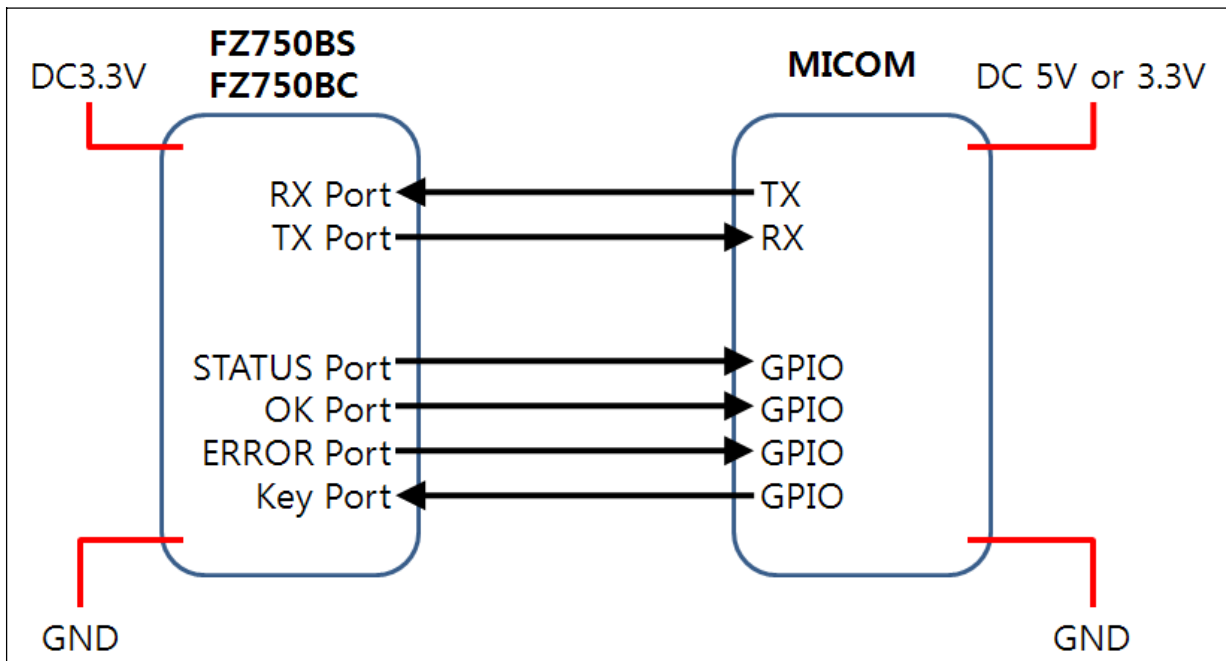 FZ750BS
FZ750BC
MICOM
DC3.3V
DC 5V or 3.3V
RX Port
TX
TX Port
RX
STATUS Port
GPIO
OK Port
GPIO
ERROR Port
GPIO
Key Port
GPIO
GND
GND